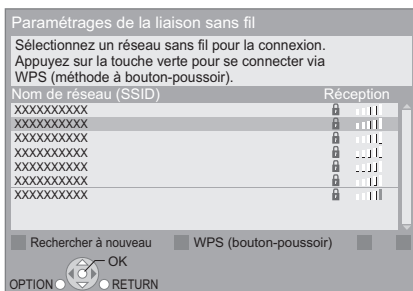 Paramétrages de la liaison sans fil
Sélectionnez un réseau sans fil pour la connexion.
Appuyez sur la touche verte pour se connecter via
WPS (méthode à bouton-poussoir).
Nom de réseau (SSID) Réception
XXXXXXXXXX
XXXXXXXXXX
XXXXXXXXXX
XXXXXXXXXX
XXXXXXXXXX
XXXXXXXXXX
XXXXXXXXXX
Rechercher à nouveau WPS (bouton-poussoir)
OK
OPTION RETURN